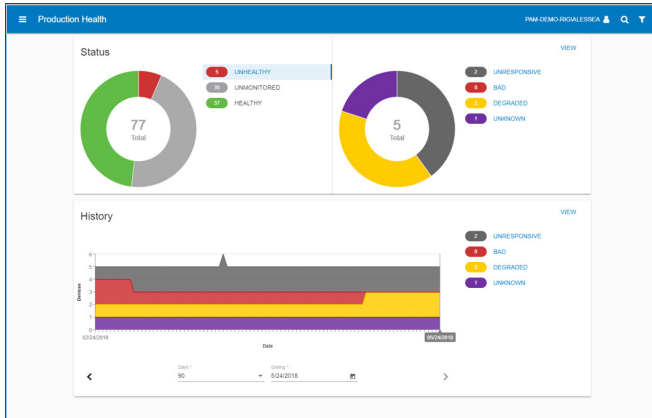 Production Health
PAM-DEMO-RIGIALESSEA
Status
VIEW
5 UNHEALTHY
35 UNMONITORED
37 HEALTHY
77
Total
5
Total
2 UNRESPONSIVE
0 BAD
2 DEGRADED
1 UNKNOWN
History
VIEW
2 UNRESPONSIVE
0 BAD
2 DEGRADED
1 UNKNOWN
Devices
6
5
4
3
2
1
0
02/24/2018
05/24/2018
Date
Days *
90
Ending *
5/24/2018